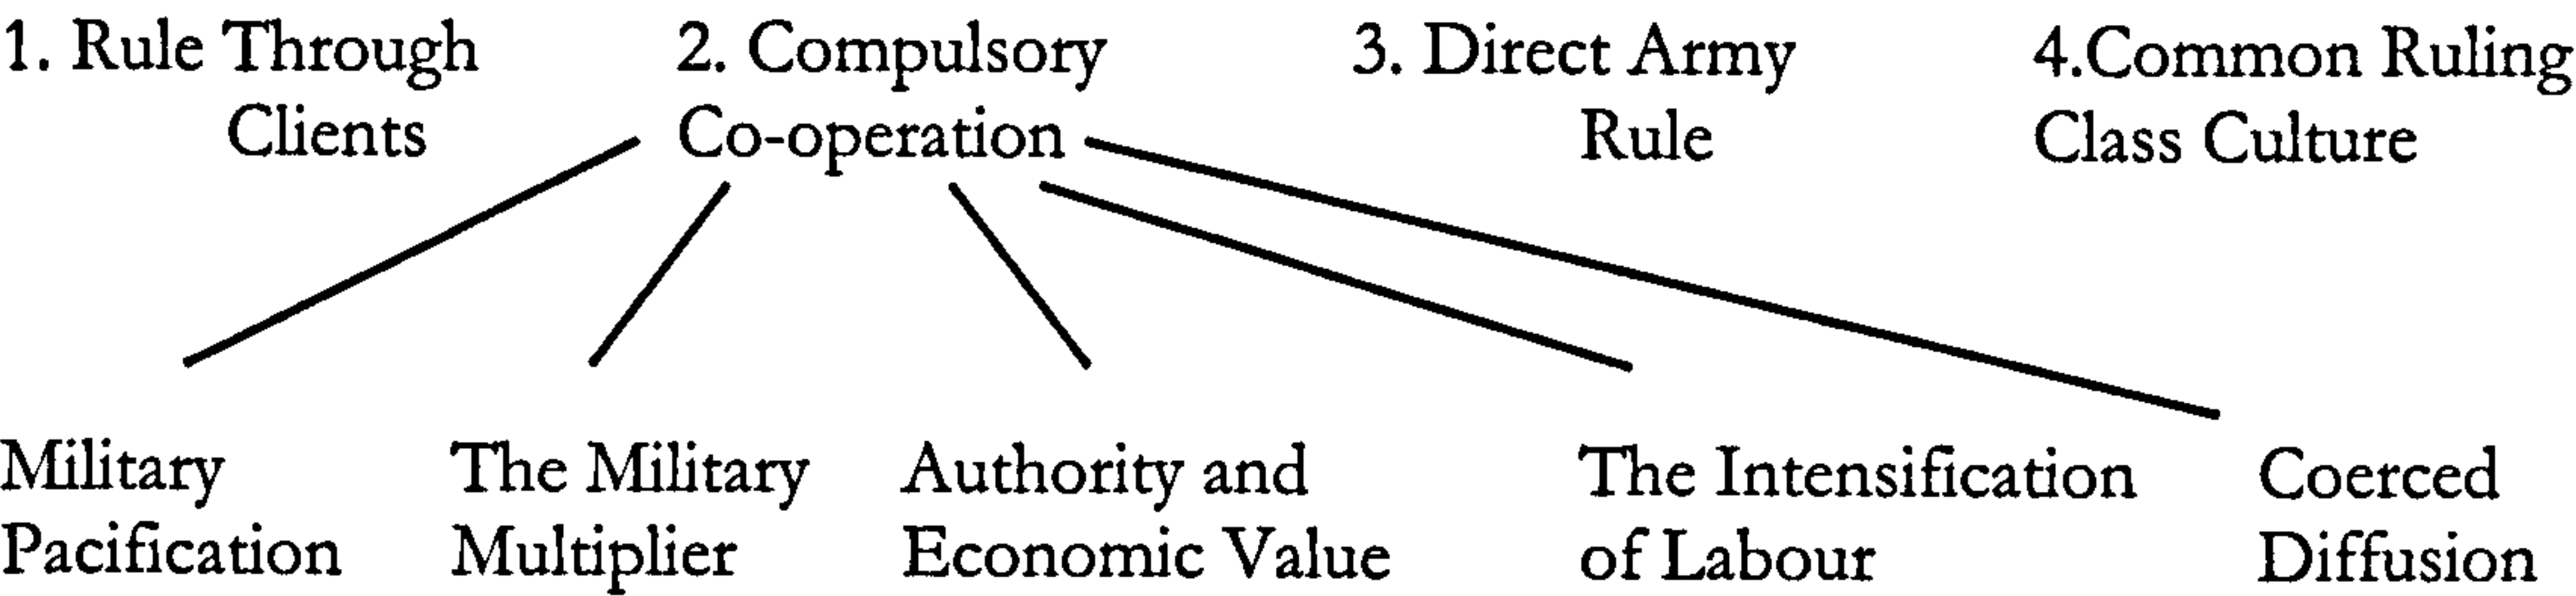 1. Rule Through
Clients
2. Compulsory
Co-operation
3. Direct Army
Rule
4.Common Ruling
Class Culture
Military
Pacification
The Military
Multiplier
Authority and
Economic Value
The Intensification
of Labour
Coerced
Diffusion